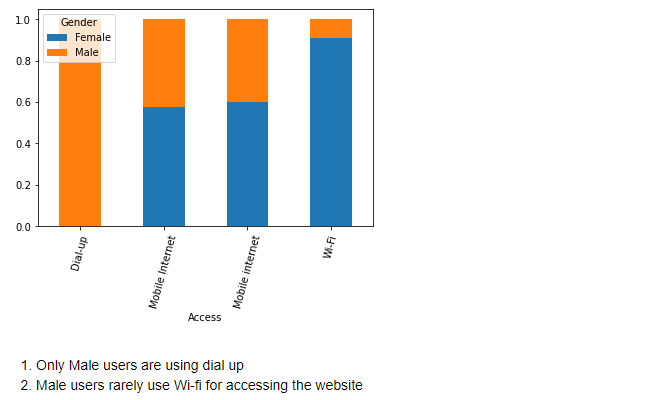 Gender
Female
Male
1.0
0.8
0.6
0.4
0.2
0.0
Dial-up
Mobile Internet
Mobile internet
Wi-Fi
Access
1. Only Male users are using dial up
2. Male users rarely use Wi-fi for accessing the website